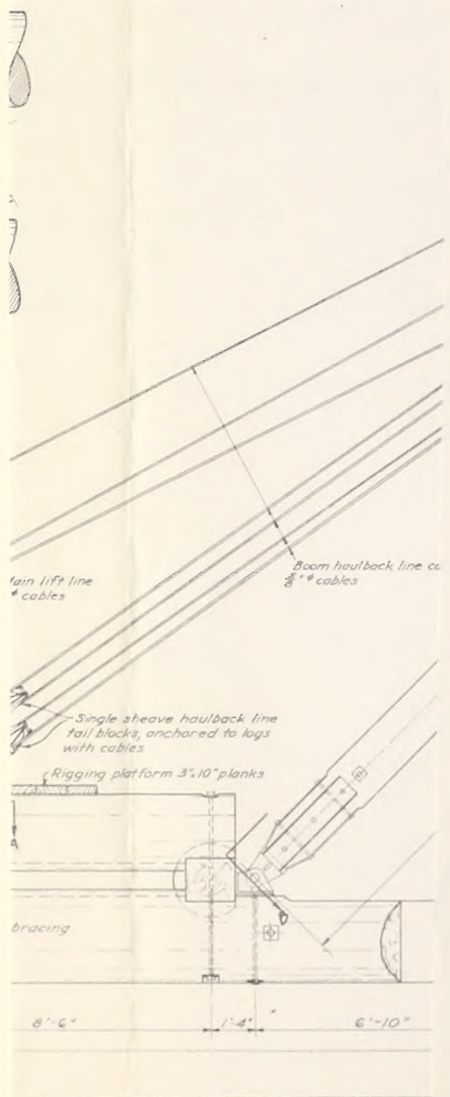 Boom haulback line
cables
lift line
cables
Single sheave haulback line
tail blocks, anchored to logs
with cables
Rigging platform 3"x10" planks
A
bracing
8'-6"
1'-4"
6'-10"